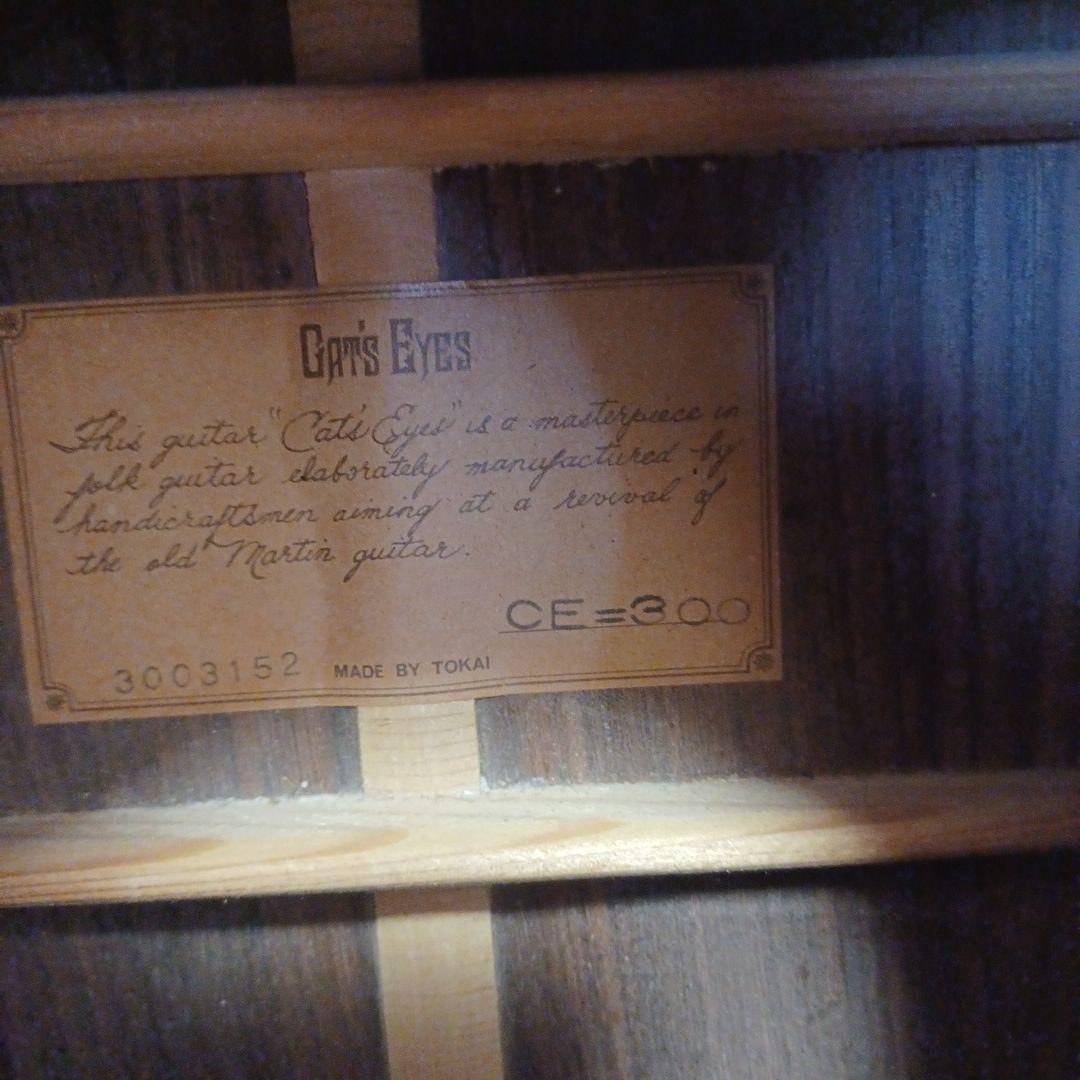 CAT'S EYES
This guitar "Cat's Eyes" is a masterpiece in
folk guitar elaborately manufactured by
handicraftsmen aiming at a revival of
the old Martin guitar.
CE=300
3003152 MADE BY TOKAI